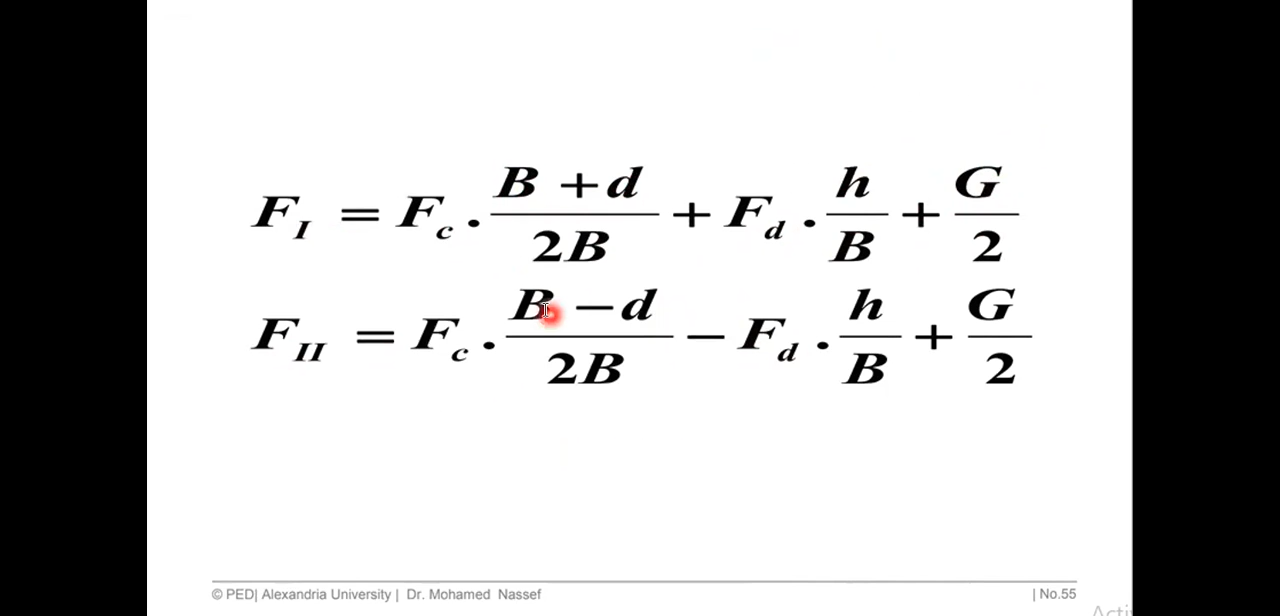 F_I = F_c . (B + d)/(2B) + F_d . h/B + G/2
F_II = F_c . (B − d)/(2B) − F_d . h/B + G/2
© PED| Alexandria University | Dr. Mohamed Nassef | No.55